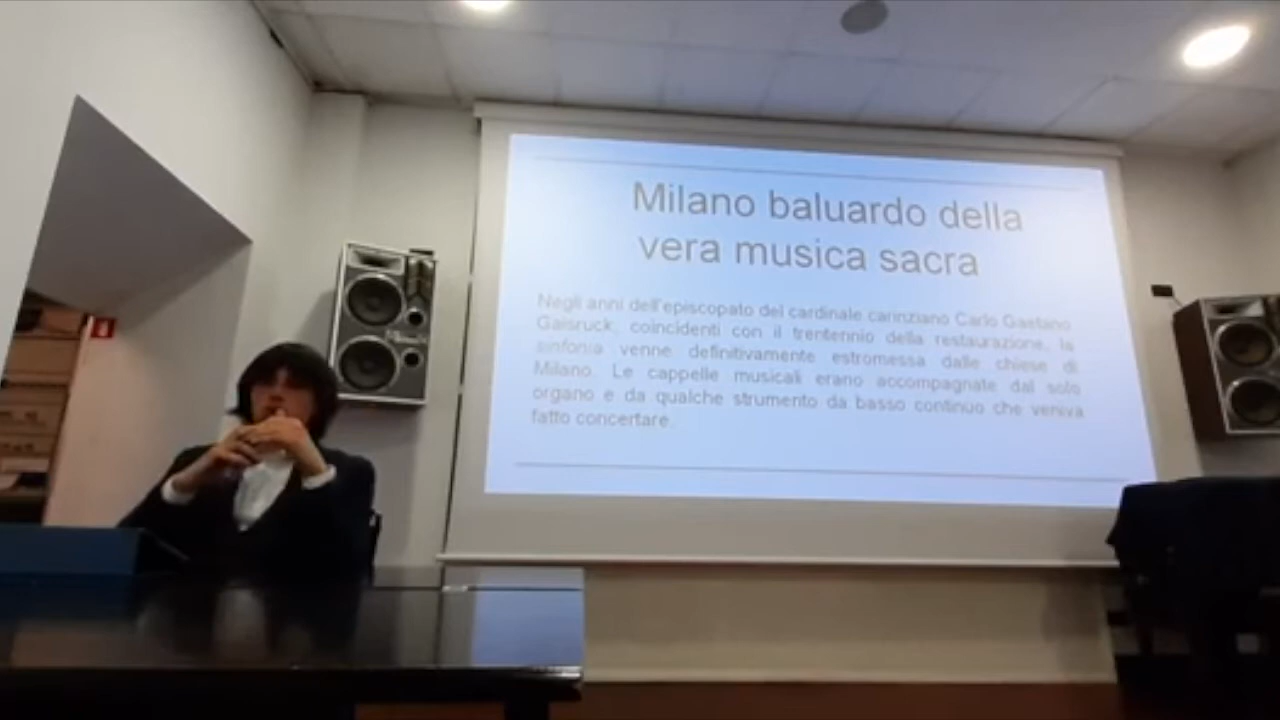 Milano baluardo della
vera musica sacra
Negli anni dell'episcopato del cardinale carinziano Carlo Gaetano
Gaisruck, coincidenti con il trentennio della restaurazione, la
sinfonia venne definitivamente estromessa dalle chiese di
Milano. Le cappelle musicali erano accompagnate dal solo
organo e da qualche strumento da basso continuo che veniva
fatto concertare.